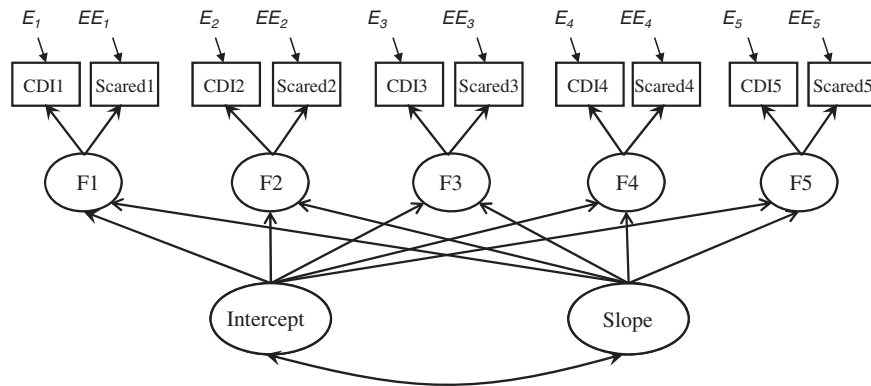 E1 EE1 E2 EE2 E3 EE3 E4 EE4 E5 EE5
CDI1 Scared1 CDI2 Scared2 CDI3 Scared3 CDI4 Scared4 CDI5 Scared5
F1 F2 F3 F4 F5
Intercept Slope